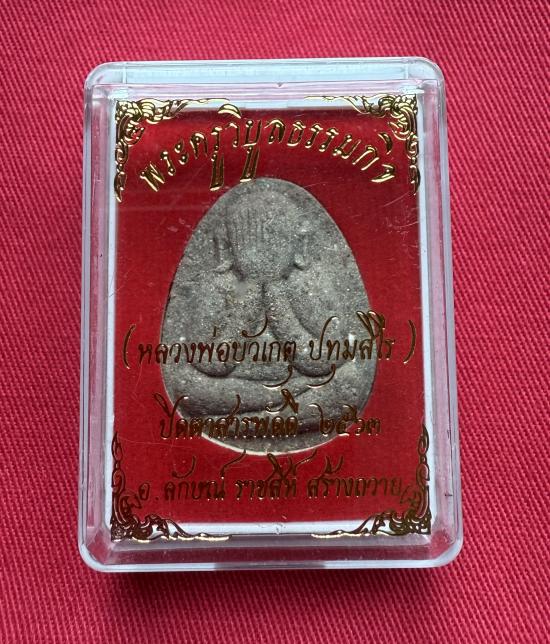 พระครูวิบูลธรรมกิจ
(หลวงพ่อบัวเกตุ ปทุมสิโร)
ปิดตาสารพัดดี ๒๕๖๓
อ. ลักษณ์ ราชสีห์ สร้างถวาย